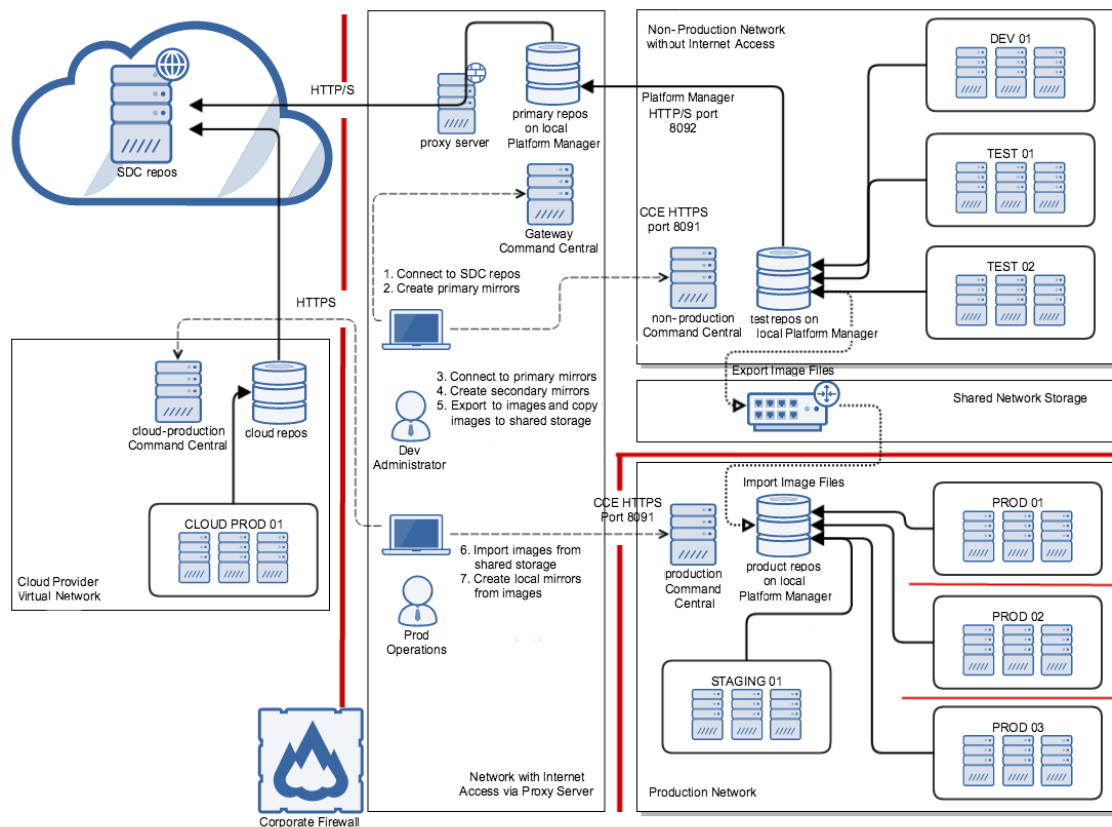 SDC repos
HTTP/S
proxy server
primary repos
on local
Platform Manager
Gateway
Command Central
1. Connect to SDC repos
2. Create primary mirrors
3. Connect to primary mirrors
4. Create secondary mirrors
5. Export to images and copy
images to shared storage
Dev
Administrator
6. Import images from
shared storage
7. Create local mirrors
from images
Prod
Operations
Network with Internet
Access via Proxy Server
HTTPS
cloud-production
Command Central
cloud repos
CLOUD PROD 01
Cloud Provider
Virtual Network
Corporate Firewall
Non-Production Network
without Internet Access
Platform Manager
HTTP/S port
8092
CCE HTTPS
port 8091
non-production
Command Central
test repos on
local Platform Manager
DEV 01
TEST 01
TEST 02
Export Image Files
Shared Network Storage
CCE HTTPS
Port 8091
Import Image Files
production
Command
Central
product repos
on local
Platform Manager
PROD 01
PROD 02
PROD 03
STAGING 01
Production Network